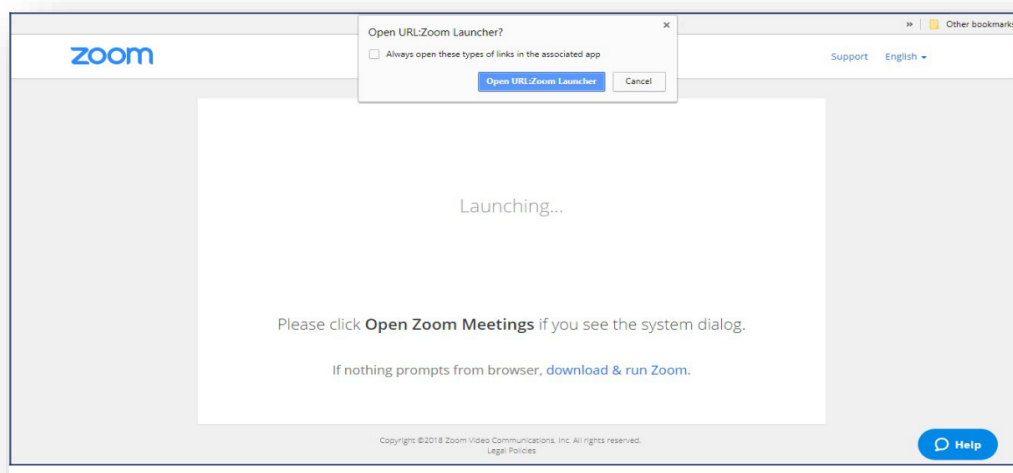 Open URL:Zoom Launcher?
×
Always open these types of links in the associated app
Open URL:Zoom Launcher Cancel
» Other bookmarks
zoom
Support English
Launching...
Please click Open Zoom Meetings if you see the system dialog.
If nothing prompts from browser, download & run Zoom.
Copyright ©2018 Zoom Video Communications, Inc. All rights reserved.
Legal Policies
Help